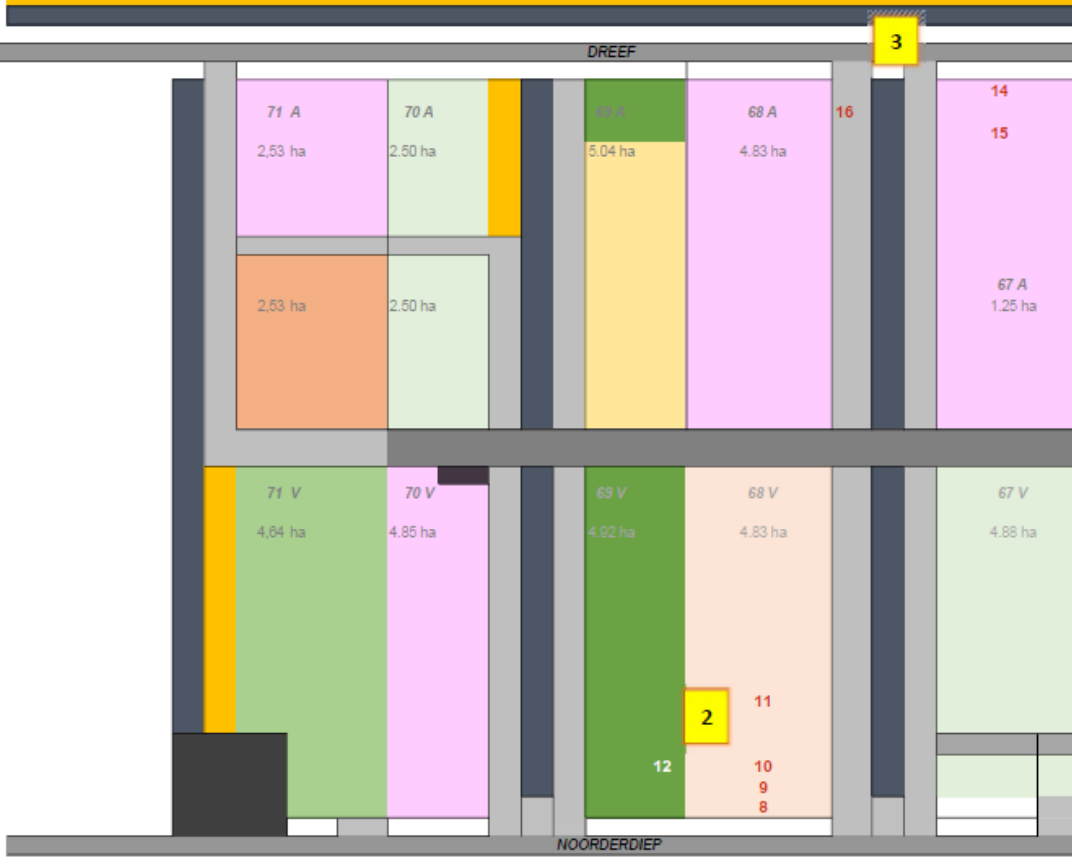 3
DREEF
71 A
70 A
69 A
68 A
16
14
15
2,53 ha
2.50 ha
5.04 ha
4.83 ha
67 A
1.25 ha
2,53 ha
2.50 ha
71 V
70 V
69 V
68 V
67 V
4,64 ha
4.85 ha
4.92 ha
4.83 ha
4.88 ha
11
2
12
10
9
8
NOORDERDIEP